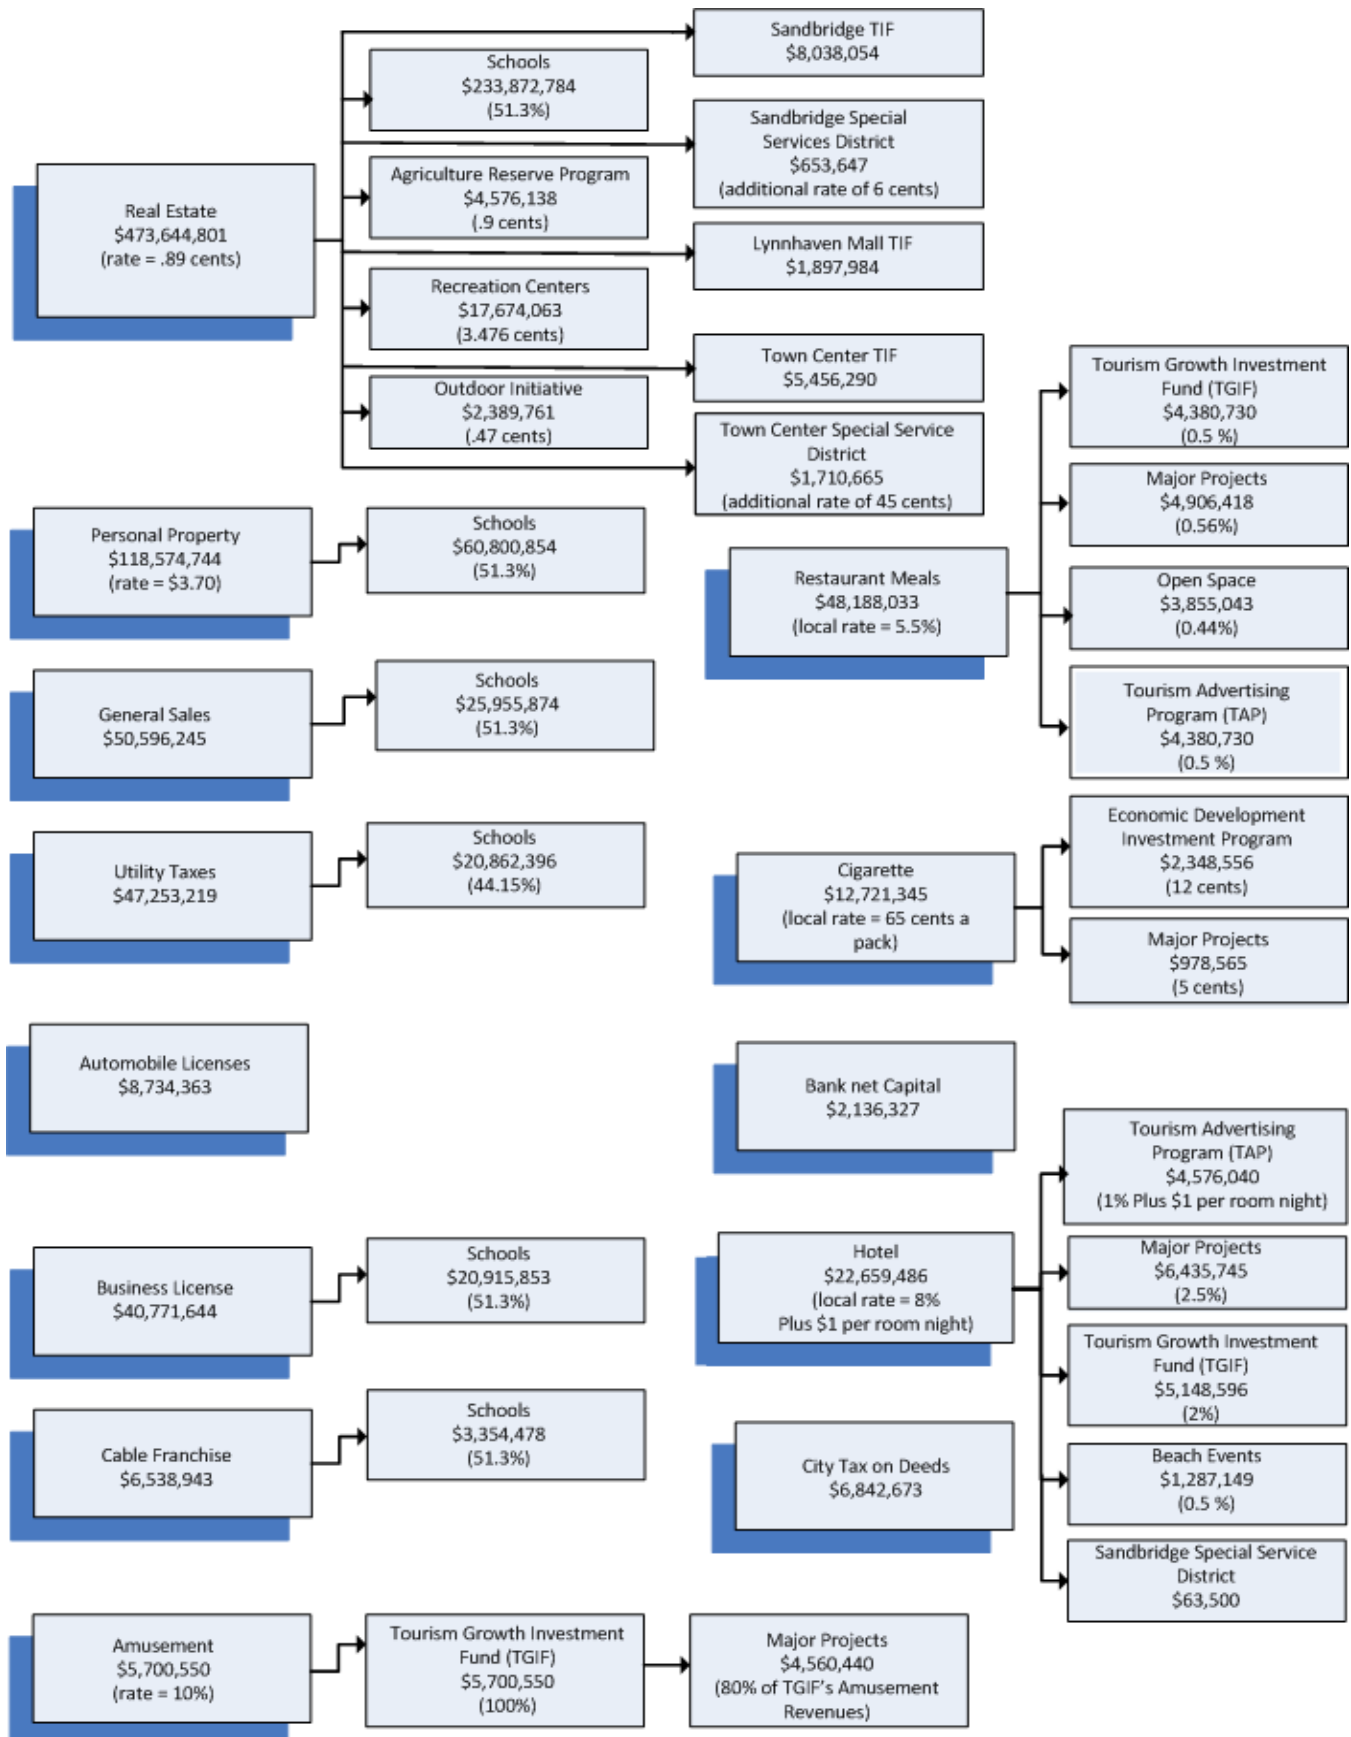 Sandbridge TIF
$8,038,054
Schools
$233,872,784
(51.3%)
Sandbridge Special
Services District
$653,647
(additional rate of 6 cents)
Real Estate
$473,644,801
(rate = .89 cents)
Agriculture Reserve Program
$4,576,138
(.9 cents)
Lynnhaven Mall TIF
$1,897,984
Recreation Centers
$17,674,063
(3.476 cents)
Town Center TIF
$5,456,290
Outdoor Initiative
$2,389,761
(.47 cents)
Town Center Special Service
District
$1,710,665
(additional rate of 45 cents)
Personal Property
$118,574,744
(rate = $3.70)
Schools
$60,800,854
(51.3%)
General Sales
$50,596,245
Schools
$25,955,874
(51.3%)
Utility Taxes
$47,253,219
Schools
$20,862,396
(44.15%)
Automobile Licenses
$8,734,363
Business License
$40,771,644
Schools
$20,915,853
(51.3%)
Cable Franchise
$6,538,943
Schools
$3,354,478
(51.3%)
Amusement
$5,700,550
(rate = 10%)
Tourism Growth Investment
Fund (TGIF)
$5,700,550
(100%)
Major Projects
$4,560,440
(80% of TGIF's Amusement
Revenues)
Restaurant Meals
$48,188,033
(local rate = 5.5%)
Tourism Growth Investment
Fund (TGIF)
$4,380,730
(0.5 %)
Major Projects
$4,906,418
(0.56%)
Open Space
$3,855,043
(0.44%)
Tourism Advertising
Program (TAP)
$4,380,730
(0.5 %)
Cigarette
$12,721,345
(local rate = 65 cents a
pack)
Economic Development
Investment Program
$2,348,556
(12 cents)
Major Projects
$978,565
(5 cents)
Bank net Capital
$2,136,327
Hotel
$22,659,486
(local rate = 8%
Plus $1 per room night)
Tourism Advertising
Program (TAP)
$4,576,040
(1% Plus $1 per room night)
Major Projects
$6,435,745
(2.5%)
Tourism Growth Investment
Fund (TGIF)
$5,148,596
(2%)
Beach Events
$1,287,149
(0.5 %)
Sandbridge Special Service
District
$63,500
City Tax on Deeds
$6,842,673